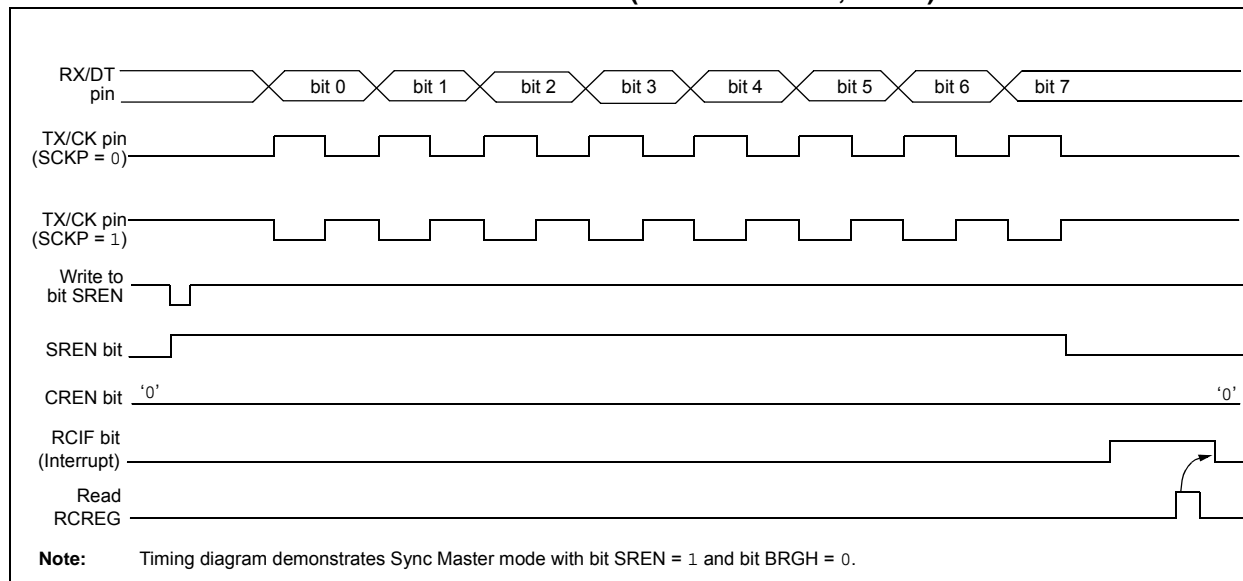 RX/DT
pin
bit 0 bit 1 bit 2 bit 3 bit 4 bit 5 bit 6 bit 7
TX/CK pin
(SCKP = 0)
TX/CK pin
(SCKP = 1)
Write to
bit SREN
SREN bit
CREN bit ‘0’ ‘0’
RCIF bit
(Interrupt)
Read
RCREG
Note: Timing diagram demonstrates Sync Master mode with bit SREN = 1 and bit BRGH = 0.